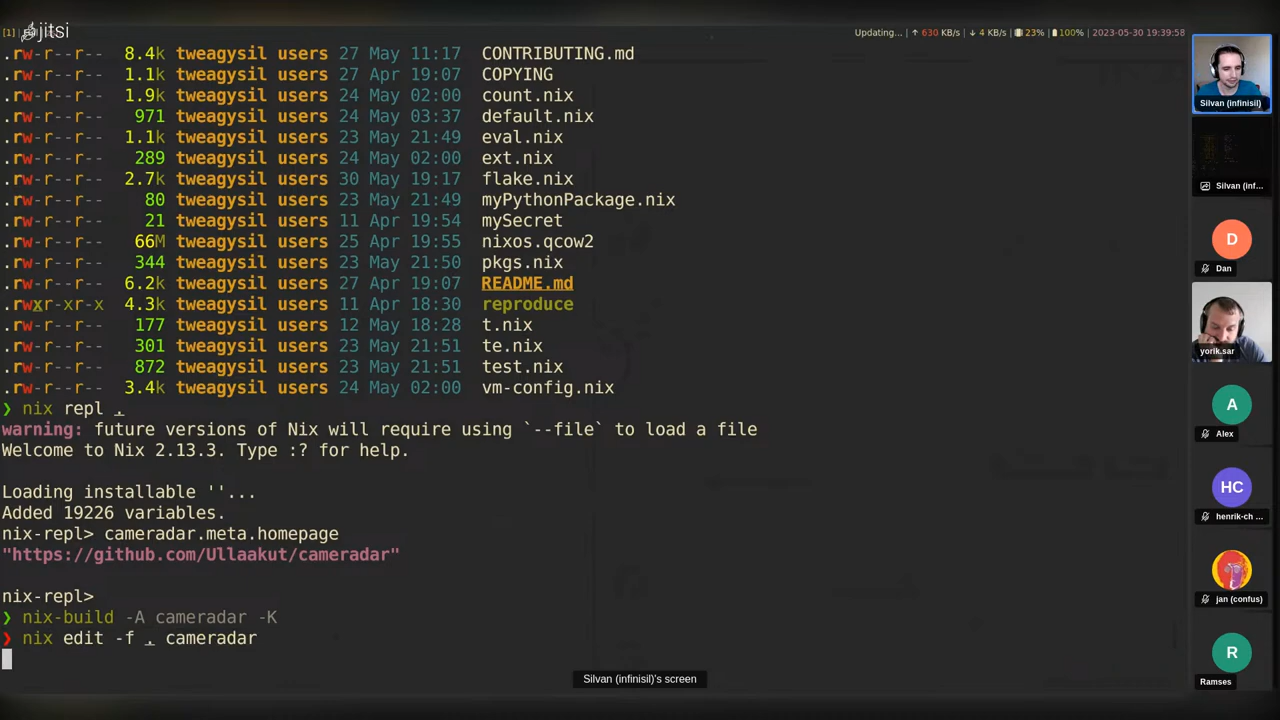 [1]
jitsi
Updating... | ↑ 630 KB/s | ↓ 4 KB/s | 23% | 100% | 2023-05-30 19:39:58
.rw-r--r-- 8.4k tweagysil users 27 May 11:17 CONTRIBUTING.md
.rw-r--r-- 1.1k tweagysil users 27 Apr 19:07 COPYING
.rw-r--r-- 1.9k tweagysil users 24 May 02:00 count.nix
.rw-r--r-- 971 tweagysil users 24 May 03:37 default.nix
.rw-r--r-- 1.1k tweagysil users 23 May 21:49 eval.nix
.rw-r--r-- 289 tweagysil users 24 May 02:00 ext.nix
.rw-r--r-- 2.7k tweagysil users 30 May 19:17 flake.nix
.rw-r--r-- 80 tweagysil users 23 May 21:49 myPythonPackage.nix
.rw-r--r-- 21 tweagysil users 11 Apr 19:54 mySecret
.rw-r--r-- 66M tweagysil users 25 Apr 19:55 nixos.qcow2
.rw-r--r-- 344 tweagysil users 23 May 21:50 pkgs.nix
.rw-r--r-- 6.2k tweagysil users 27 Apr 19:07 README.md
.rwxr-xr-x 4.3k tweagysil users 11 Apr 18:30 reproduce
.rw-r--r-- 177 tweagysil users 12 May 18:28 t.nix
.rw-r--r-- 301 tweagysil users 23 May 21:51 te.nix
.rw-r--r-- 872 tweagysil users 23 May 21:51 test.nix
.rw-r--r-- 3.4k tweagysil users 24 May 02:00 vm-config.nix
❯ nix repl .
warning: future versions of Nix will require using `--file` to load a file
Welcome to Nix 2.13.3. Type :? for help.
Loading installable ''...
Added 19226 variables.
nix-repl> cameradar.meta.homepage
"https://github.com/Ullaakut/cameradar"
nix-repl>
❯ nix-build -A cameradar -K
❯ nix edit -f . cameradar
Silvan (infinisil)'s screen
Silvan (infinisil)
Silvan (inf...
D
Dan
yorik.sar
A
Alex
HC
henrik-ch ...
jan (confus)
R
Ramses